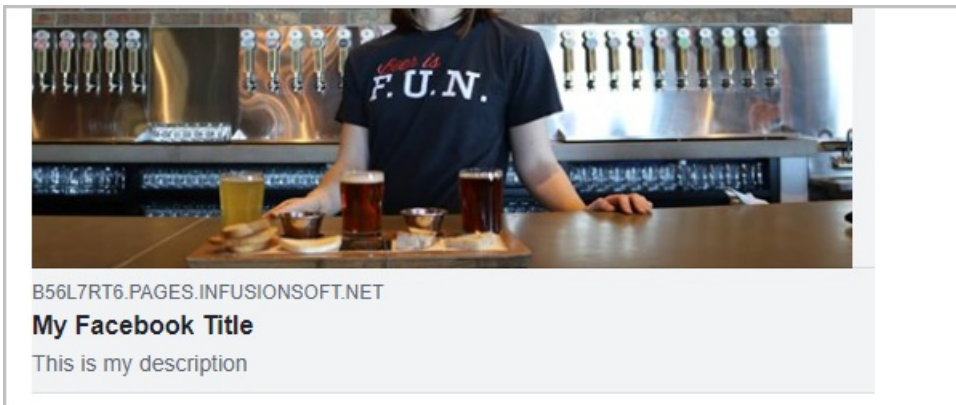 Beer is
F.U.N.
B56L7RT6.PAGES.INFUSIONSOFT.NET
My Facebook Title
This is my description